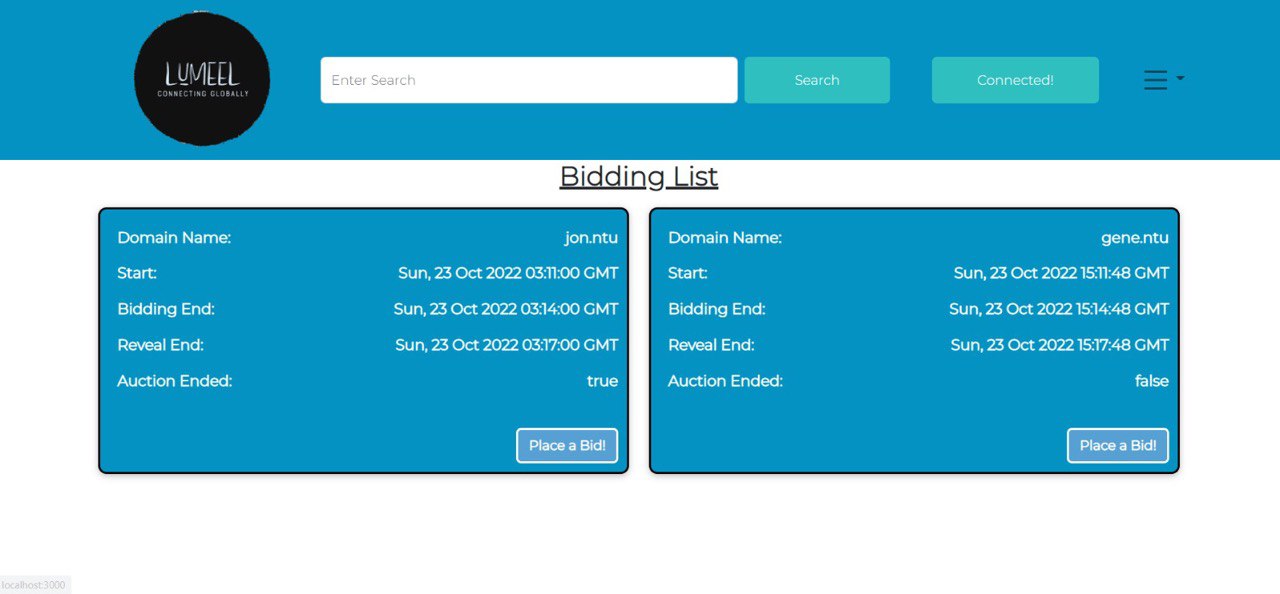 LUMEEL
CONNECTING GLOBALLY
Enter Search
Search
Connected!
Bidding List
Domain Name: jon.ntu
Start: Sun, 23 Oct 2022 03:11:00 GMT
Bidding End: Sun, 23 Oct 2022 03:14:00 GMT
Reveal End: Sun, 23 Oct 2022 03:17:00 GMT
Auction Ended: true
Place a Bid!
Domain Name: gene.ntu
Start: Sun, 23 Oct 2022 15:11:48 GMT
Bidding End: Sun, 23 Oct 2022 15:14:48 GMT
Reveal End: Sun, 23 Oct 2022 15:17:48 GMT
Auction Ended: false
Place a Bid!
localhost:3000